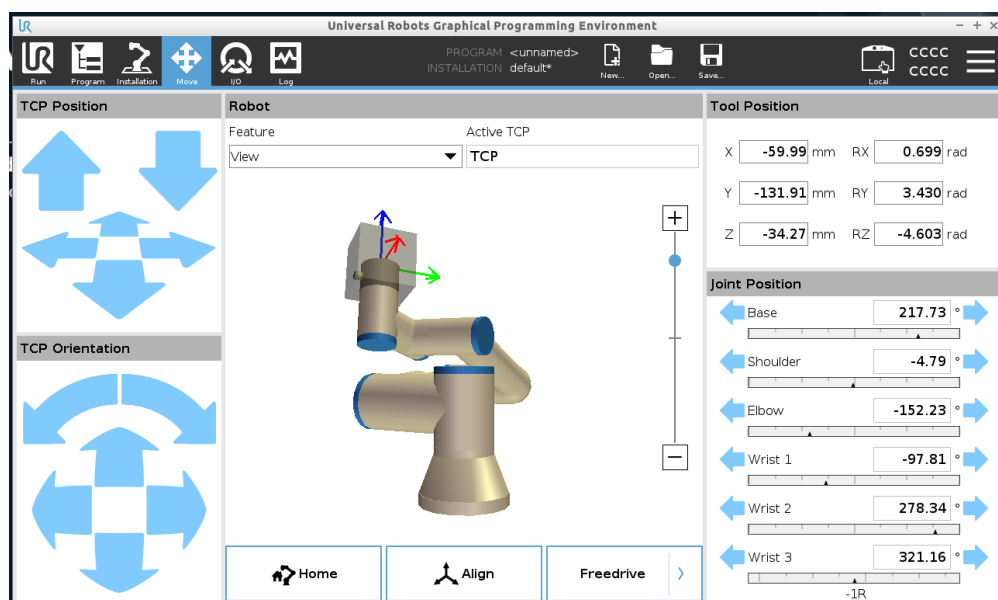 Universal Robots Graphical Programming Environment
Run
Program
Installation
Move
I/O
Log
PROGRAM <unnamed>
INSTALLATION default*
New...
Open...
Save...
Local
CCCC
CCCC
TCP Position
TCP Orientation
Robot
Feature
Active TCP
View
TCP
Home
Align
Freedrive
Tool Position
X -59.99 mm RX 0.699 rad
Y -131.91 mm RY 3.430 rad
Z -34.27 mm RZ -4.603 rad
Joint Position
Base 217.73 °
Shoulder -4.79 °
Elbow -152.23 °
Wrist 1 -97.81 °
Wrist 2 278.34 °
Wrist 3 321.16 °
-1R